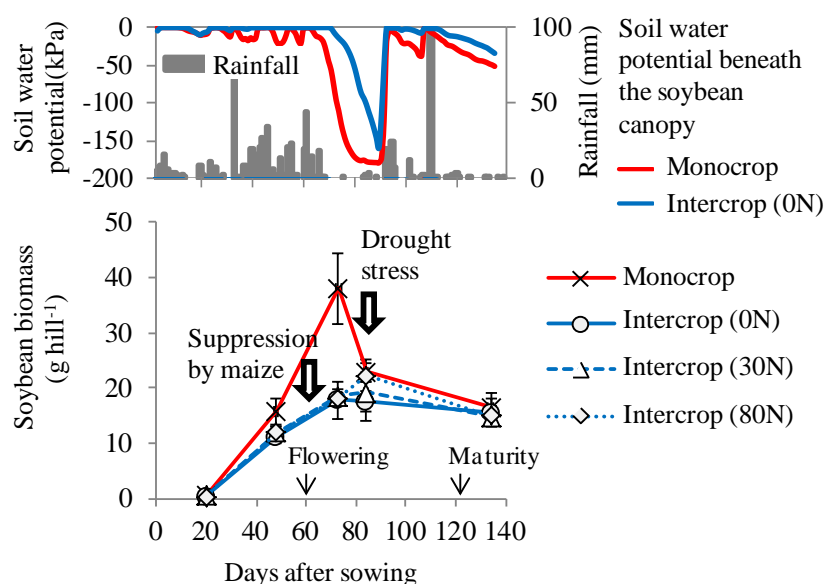 Soil water
potential(kPa)
0
-50
-100
-150
-200
Rainfall
100
50
0
Rainfall (mm)
Soil water
potential beneath
the soybean
canopy
Monocrop
Intercrop (0N)
Soybean biomass
(g hill-1)
50
40
30
20
10
0
Drought
stress
Suppression
by maize
Flowering
Maturity
0 20 40 60 80 100 120 140
Days after sowing
Monocrop
Intercrop (0N)
Intercrop (30N)
Intercrop (80N)